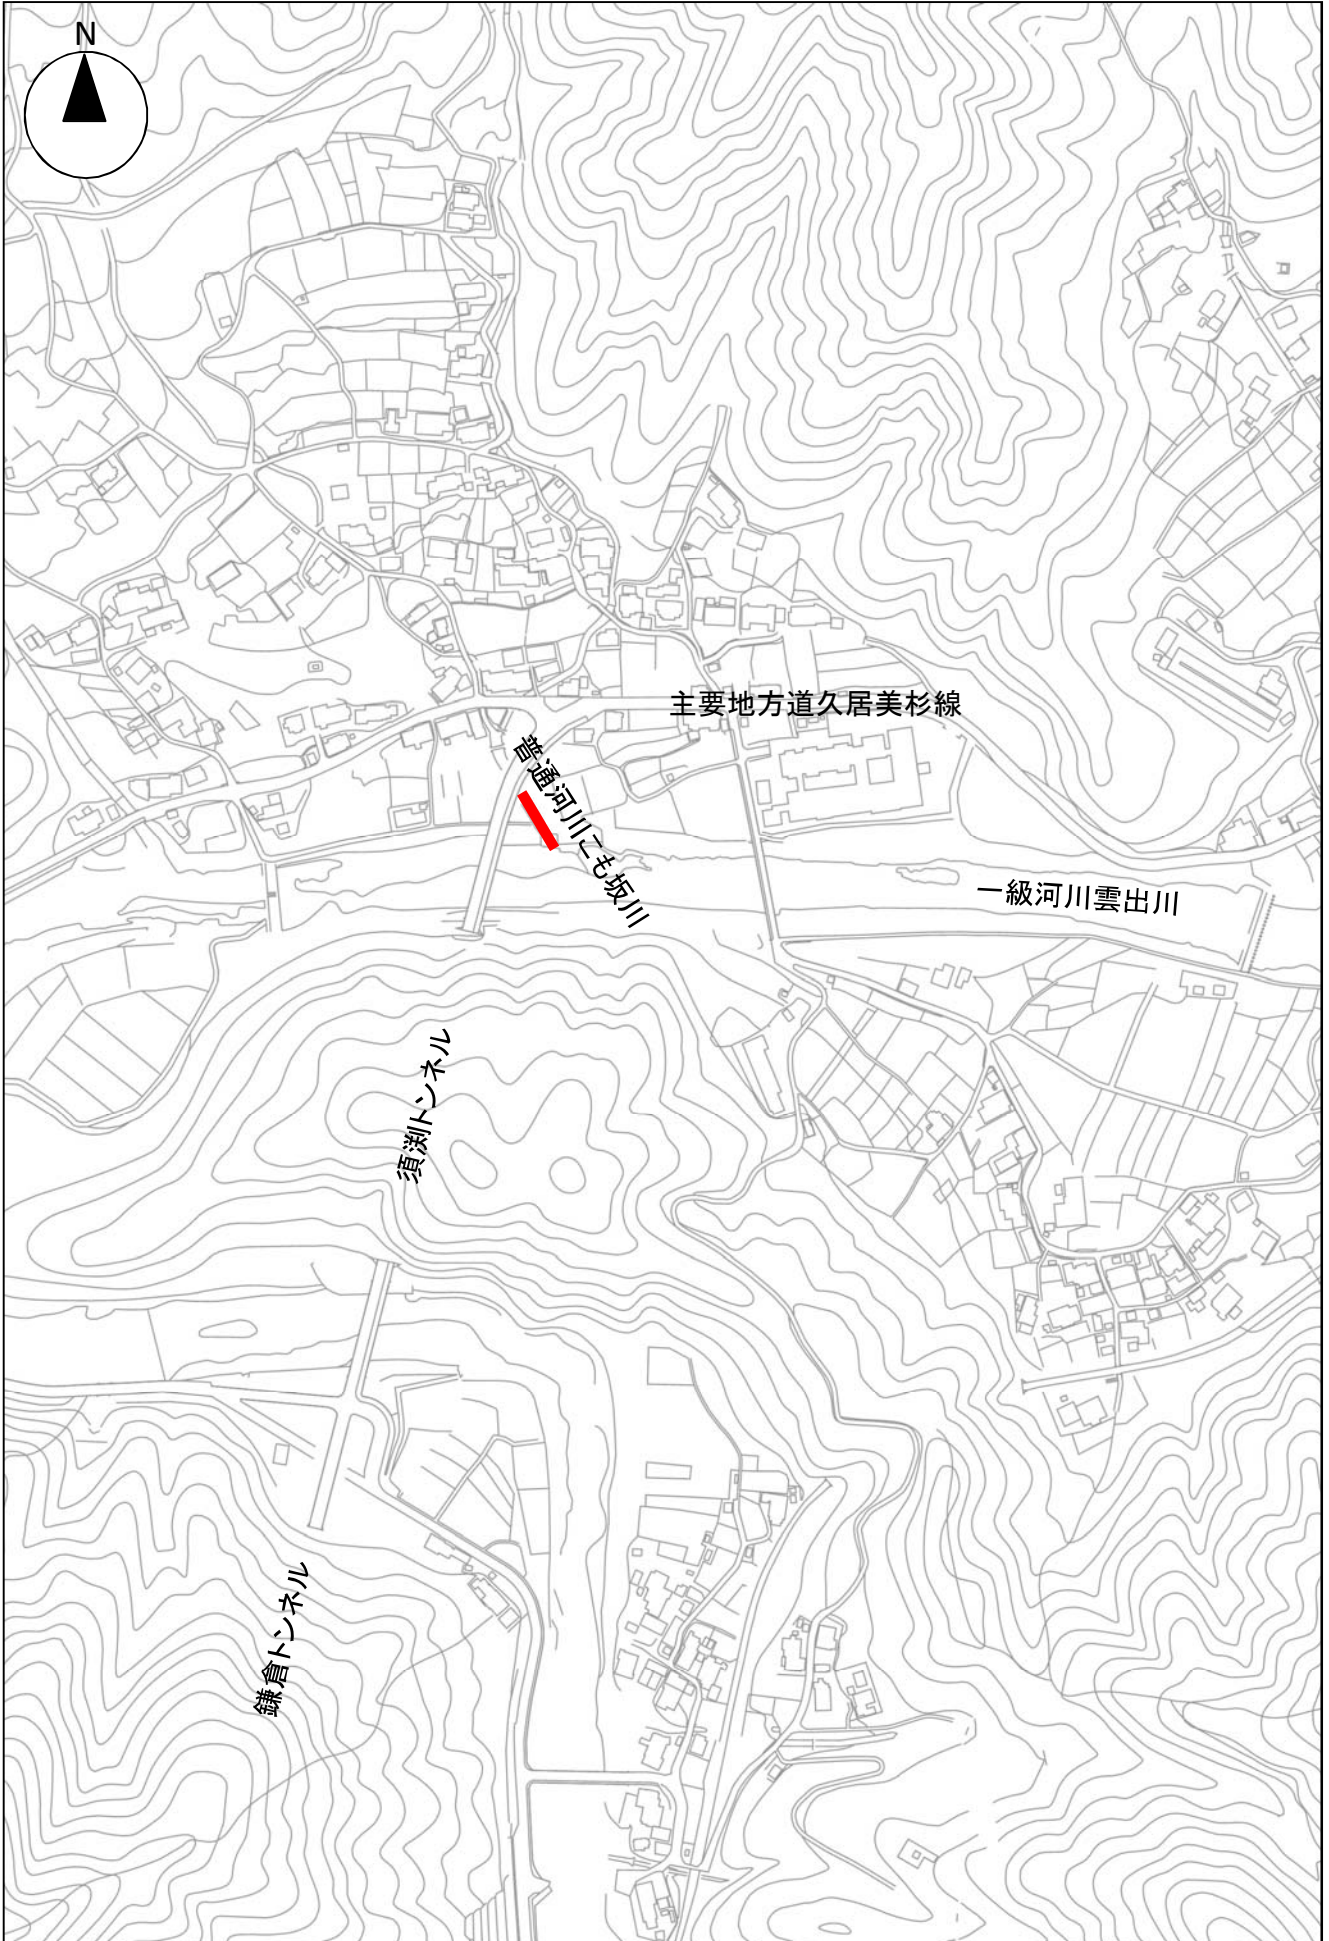 N
主要地方道久居美杉線
普通河川こも坂川
一級河川雲出川
須渕トンネル
鎌倉トンネル